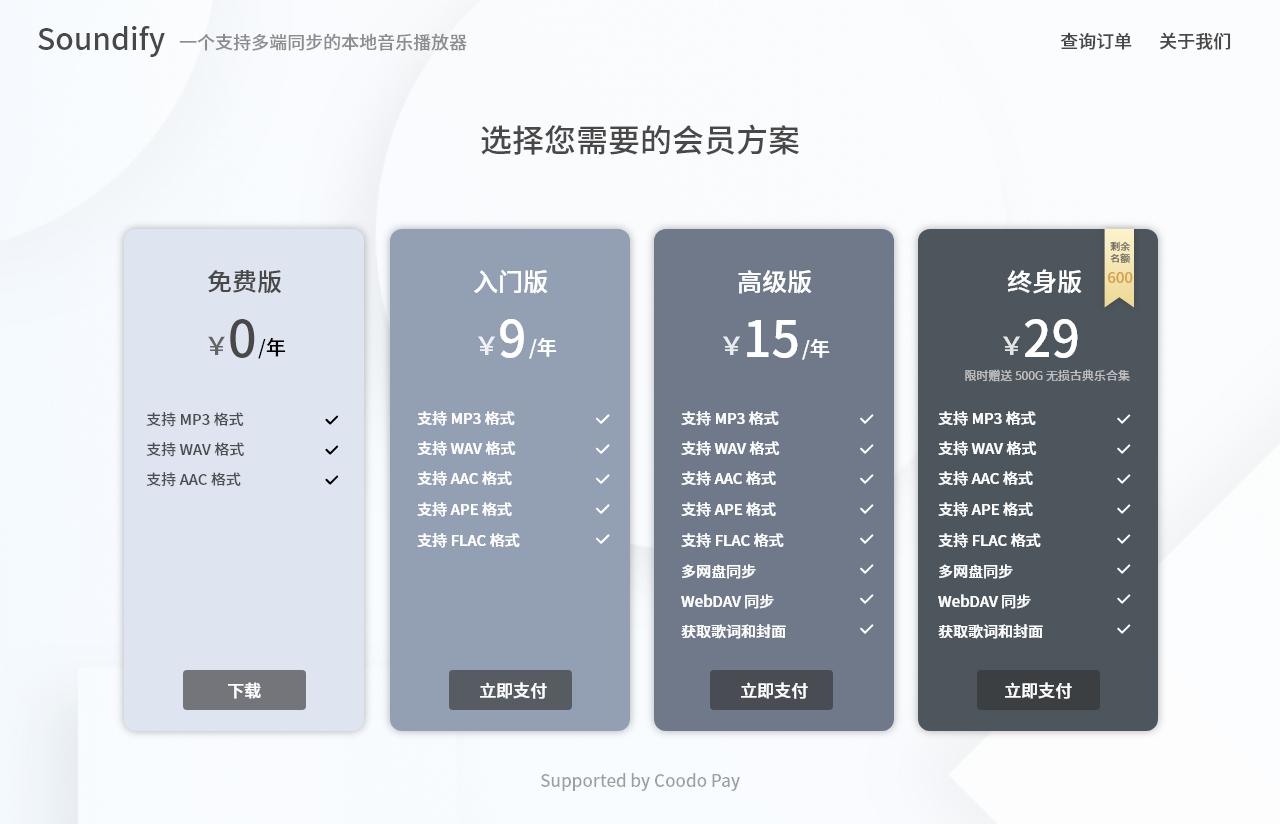 Soundify 一个支持多端同步的本地音乐播放器
查询订单 关于我们
选择您需要的会员方案
免费版
¥0/年
支持 MP3 格式
支持 WAV 格式
支持 AAC 格式
下载
入门版
¥9/年
支持 MP3 格式
支持 WAV 格式
支持 AAC 格式
支持 APE 格式
支持 FLAC 格式
立即支付
高级版
¥15/年
支持 MP3 格式
支持 WAV 格式
支持 AAC 格式
支持 APE 格式
支持 FLAC 格式
多网盘同步
WebDAV 同步
获取歌词和封面
立即支付
剩余
名额
600
终身版
¥29
限时赠送 500G 无损古典乐合集
支持 MP3 格式
支持 WAV 格式
支持 AAC 格式
支持 APE 格式
支持 FLAC 格式
多网盘同步
WebDAV 同步
获取歌词和封面
立即支付
Supported by Coodo Pay